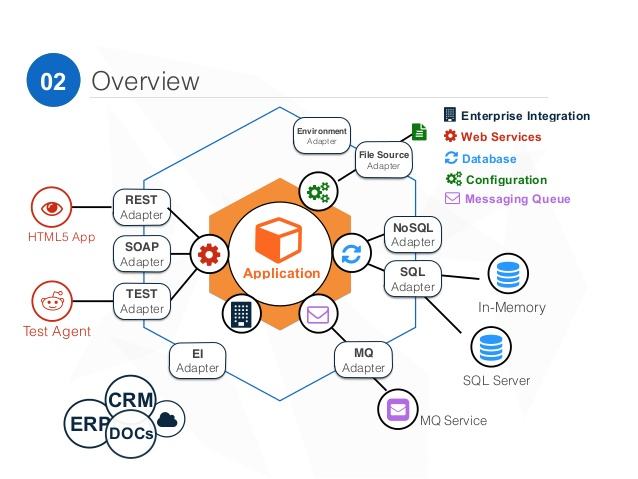 02 Overview
Enterprise Integration
Web Services
Database
Configuration
Messaging Queue
Environment
Adapter
File Source
Adapter
REST
Adapter
HTML5 App
SOAP
Adapter
NoSQL
Adapter
Application
SQL
Adapter
TEST
Adapter
In-Memory
Test Agent
EI
Adapter
MQ
Adapter
SQL Server
CRM
ERP
DOCs
MQ Service